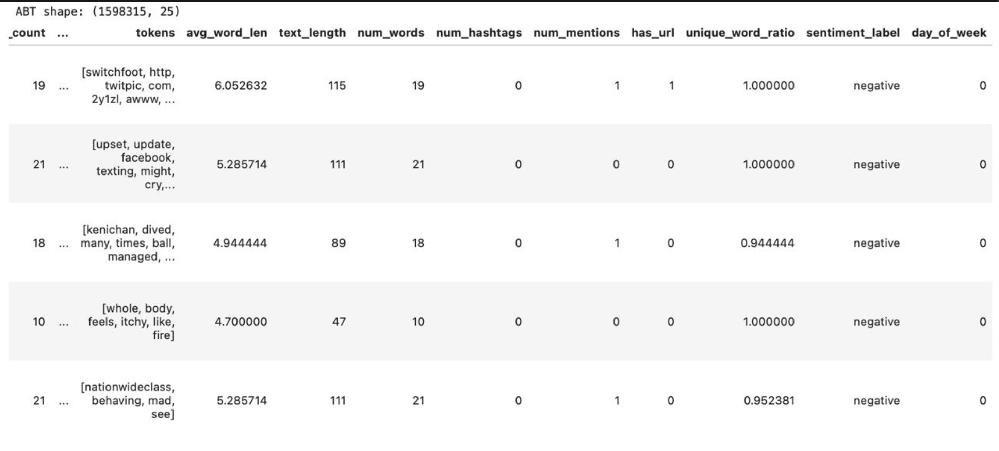 ABT shape: (1598315, 25)
_count ... tokens avg_word_len text_length num_words num_hashtags num_mentions has_url unique_word_ratio sentiment_label day_of_week
[switchfoot, http,
19 ... twitpic, com, 6.052632 115 19 0 1 1 1.000000 negative 0
2y1zl, awww, ...
[upset, update,
facebook,
21 ... texting, might, 5.285714 111 21 0 0 0 1.000000 negative 0
cry,...
[kenichan, dived,
18 ... many, times, ball, 4.944444 89 18 0 1 0 0.944444 negative 0
managed, ...
[whole, body,
10 ... feels, itchy, like, 4.700000 47 10 0 0 0 1.000000 negative 0
fire]
[nationwideclass,
21 ... behaving, mad, 5.285714 111 21 0 1 0 0.952381 negative 0
see]